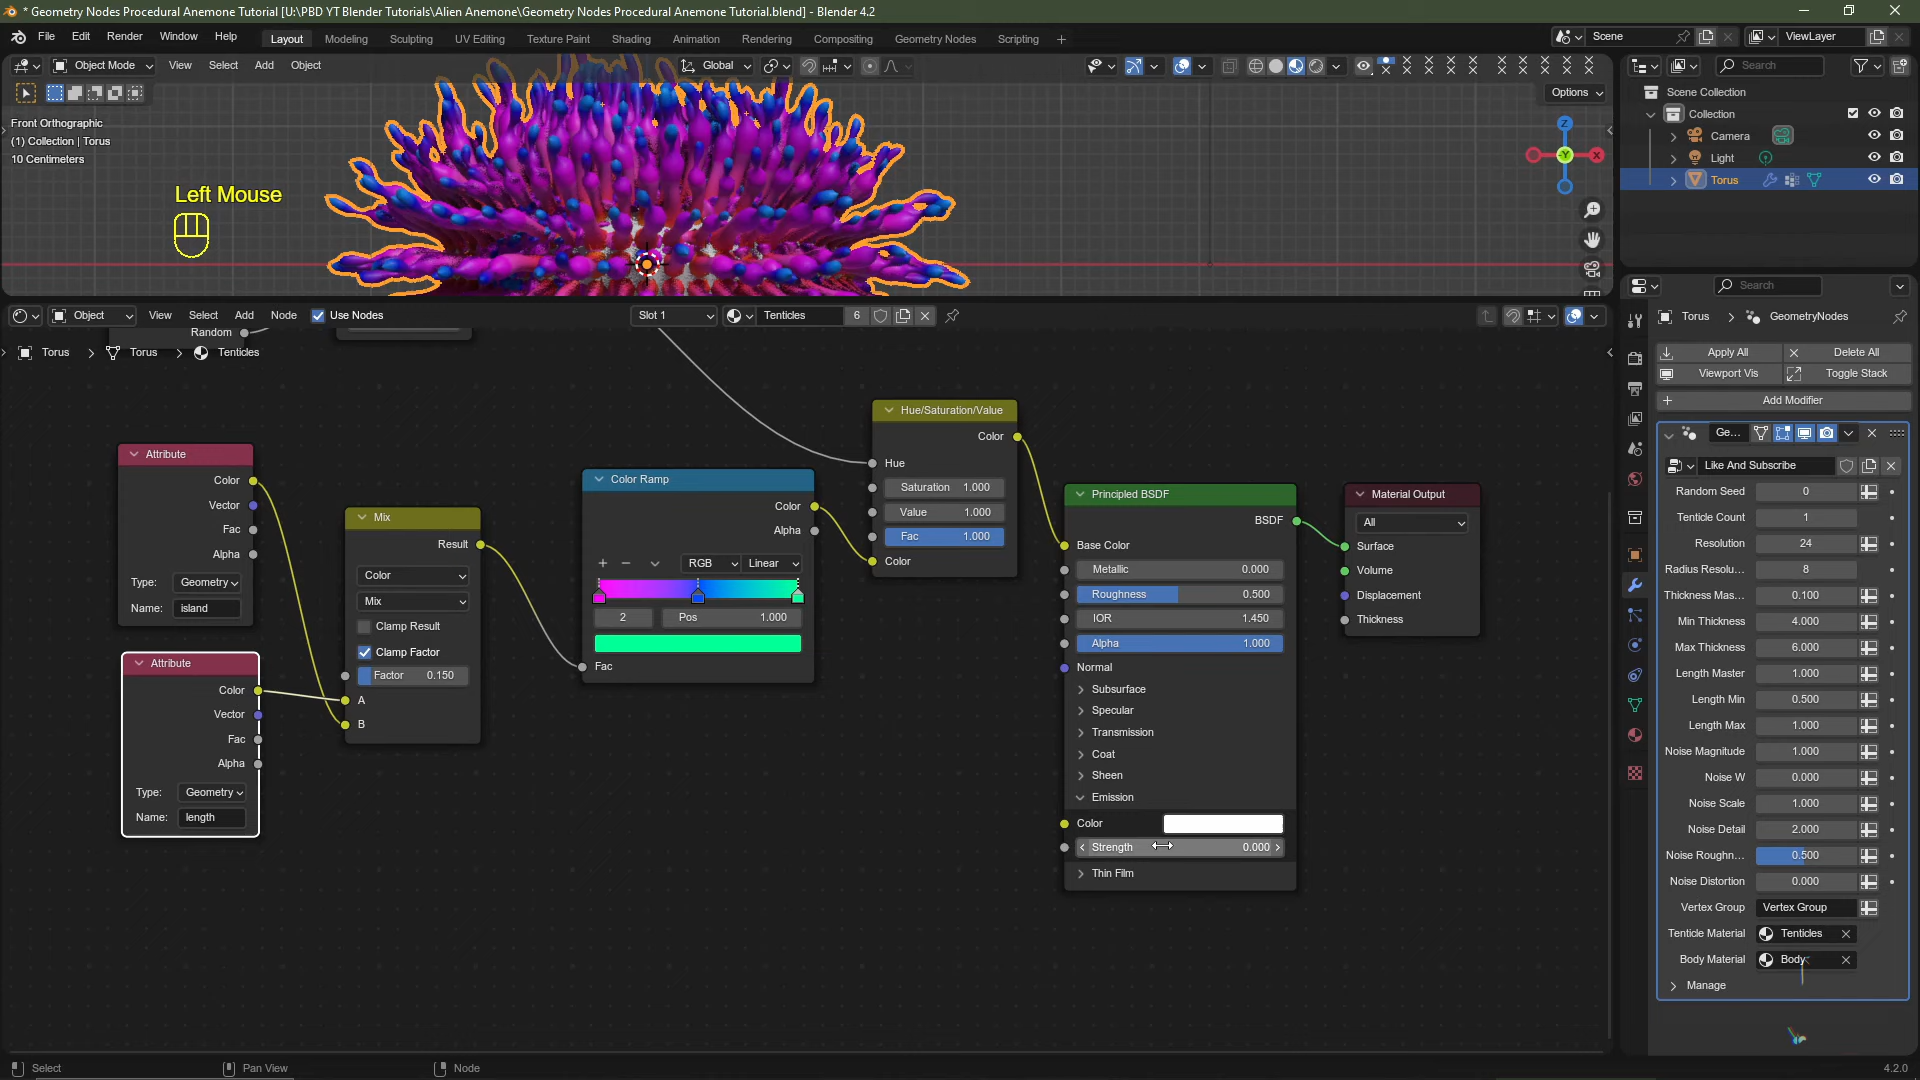 * Geometry Nodes Procedural Anemone Tutorial [U:\PBD YT Blender Tutorials\Alien Anemone\Geometry Nodes Procedural Anemone Tutorial.blend] - Blender 4.2
File Edit Render Window Help Layout Modeling Sculpting UV Editing Texture Paint Shading Animation Rendering Compositing Geometry Nodes Scripting + Scene ViewLayer
Object Mode View Select Add Object Global
Options
Front Orthographic
(1) Collection | Torus
10 Centimeters
Left Mouse
Z
Y
X
Search
Scene Collection
Collection
Camera
Light
Torus
Object View Select Add Node Use Nodes Slot 1 Tenticles 6
Random
Torus > Torus > Tenticles
Attribute
Color
Vector
Fac
Alpha
Type: Geometry
Name: island
Attribute
Color
Vector
Fac
Alpha
Type: Geometry
Name: length
Mix
Result
Color
Mix
Clamp Result
Clamp Factor
Factor 0.150
A
B
Color Ramp
Color
Alpha
RGB Linear
2 Pos 1.000
Fac
Hue/Saturation/Value
Color
Hue
Saturation 1.000
Value 1.000
Fac 1.000
Color
Principled BSDF
BSDF
Base Color
Metallic 0.000
Roughness 0.500
IOR 1.450
Alpha 1.000
Normal
Subsurface
Specular
Transmission
Coat
Sheen
Emission
Color
Strength 0.000
Thin Film
Material Output
All
Surface
Volume
Displacement
Thickness
Search
Torus > GeometryNodes
Apply All Delete All
Viewport Vis Toggle Stack
Add Modifier
Ge...
Like And Subscribe
Random Seed 0
Tenticle Count 1
Resolution 24
Radius Resolu... 8
Thickness Mas... 0.100
Min Thickness 4.000
Max Thickness 6.000
Length Master 1.000
Length Min 0.500
Length Max 1.000
Noise Magnitude 1.000
Noise W 0.000
Noise Scale 1.000
Noise Detail 2.000
Noise Roughn... 0.500
Noise Distortion 0.000
Vertex Group Vertex Group
Tenticle Material Tenticles
Body Material Body
Manage
Select Pan View Node 4.2.0